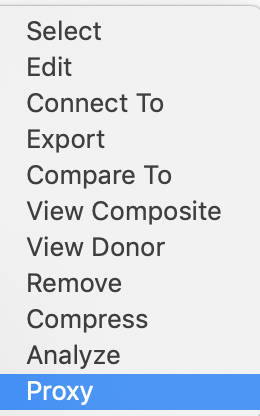 Select
Edit
Connect To
Export
Compare To
View Composite
View Donor
Remove
Compress
Analyze
Proxy